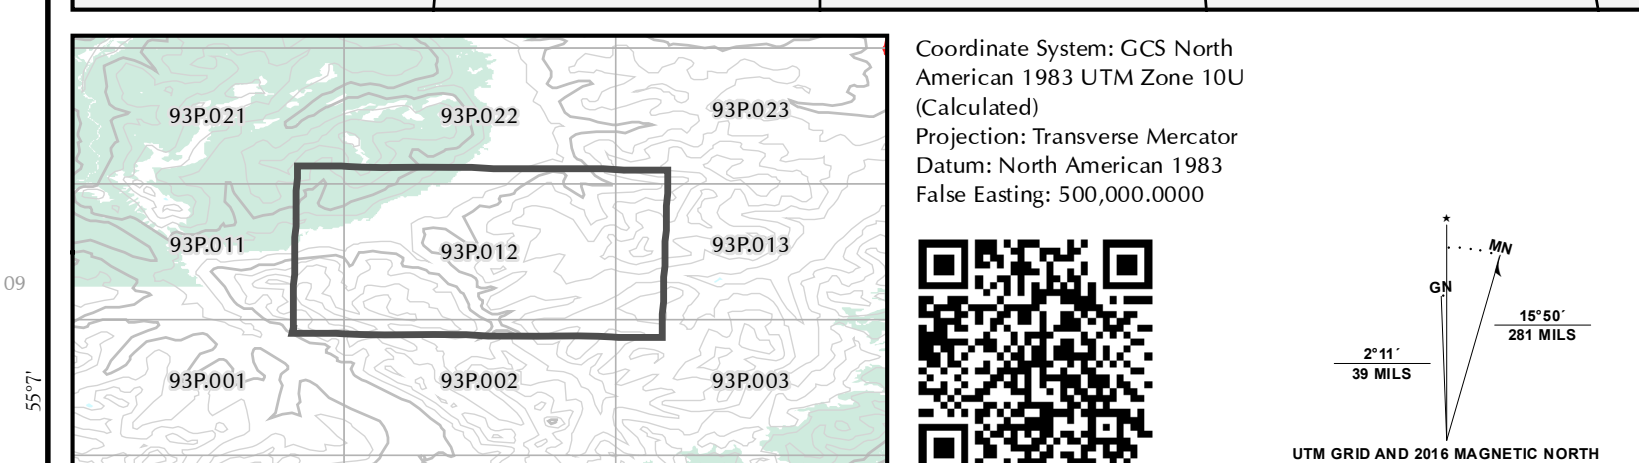 93P.021
93P.022
93P.023
93P.011
93P.012
93P.013
93P.001
93P.002
93P.003
09
55°7'
Coordinate System: GCS North
American 1983 UTM Zone 10U
(Calculated)
Projection: Transverse Mercator
Datum: North American 1983
False Easting: 500,000.0000
MN
GN
15°50´
281 MILS
2°11´
39 MILS
UTM GRID AND 2016 MAGNETIC NORTH